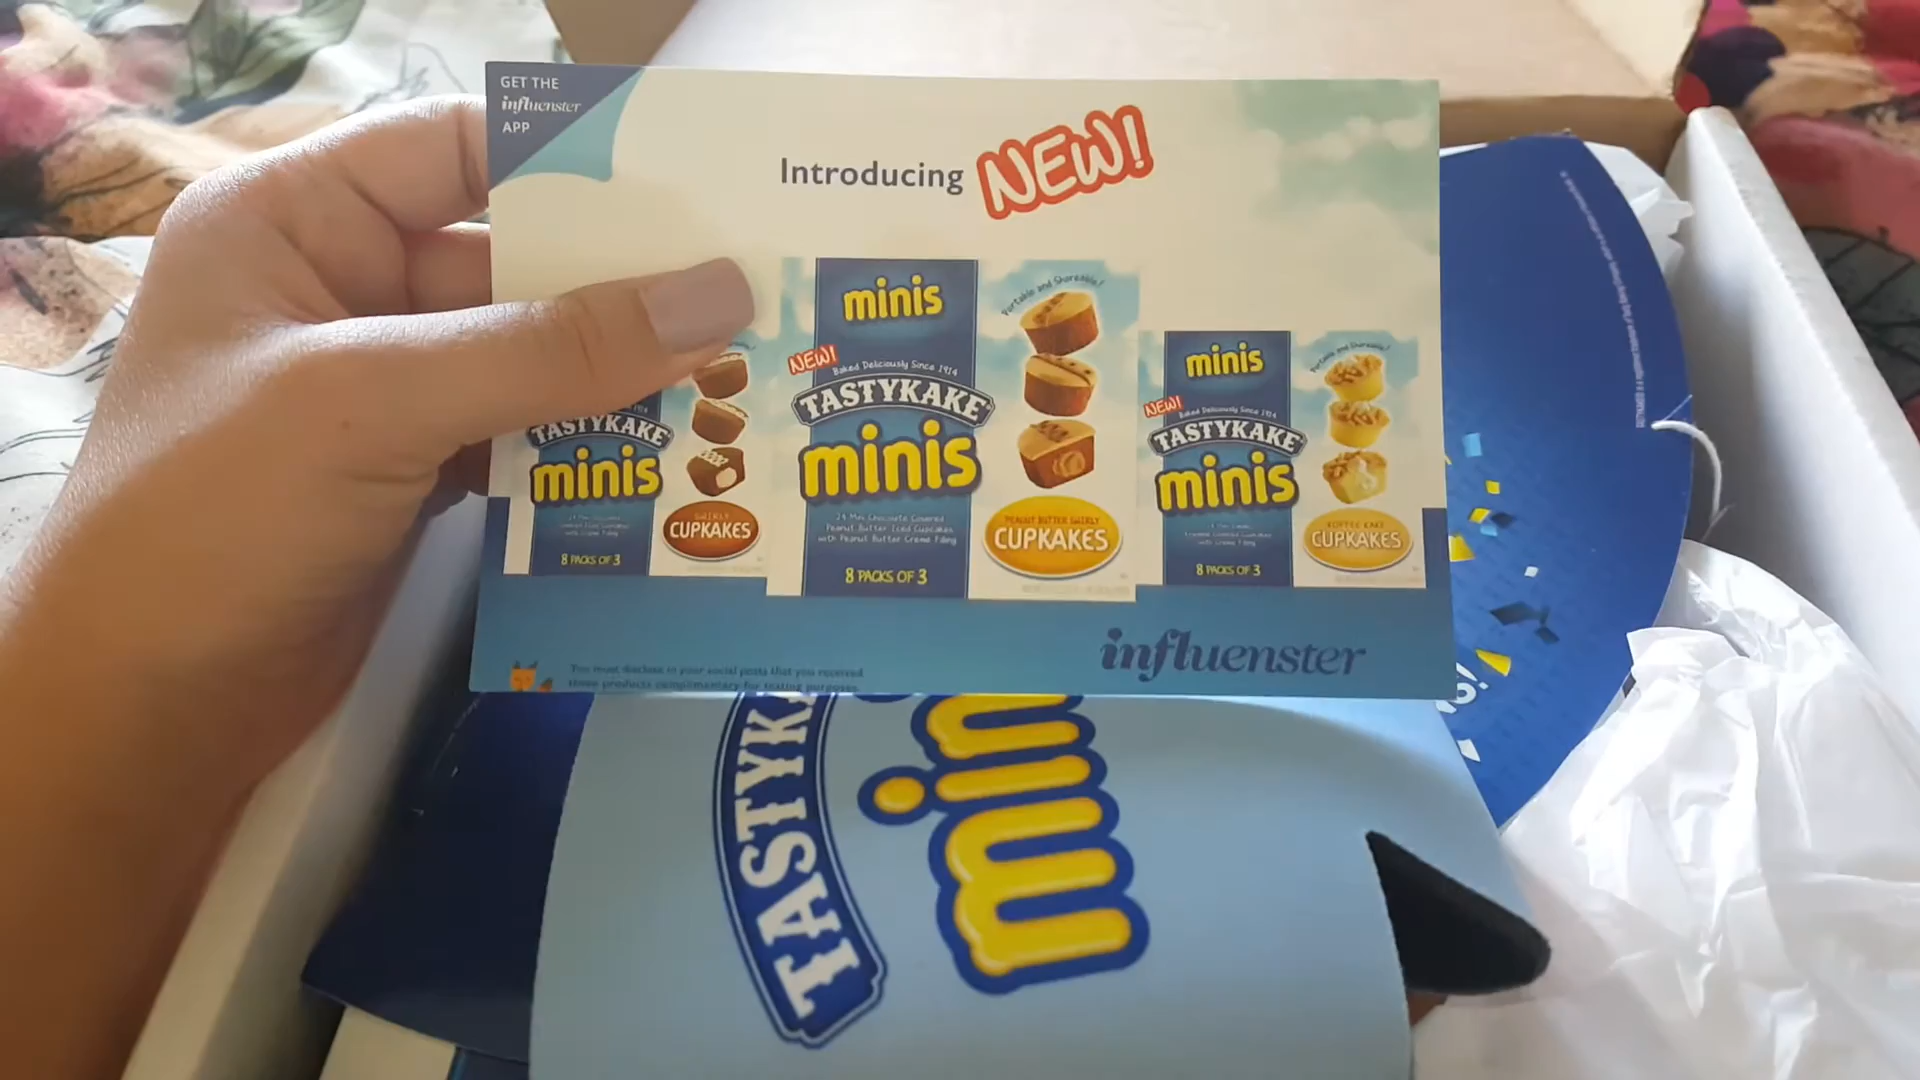 GET THE
influenster
APP
Introducing NEW!
TASTYKAKE
minis
SWIRLY
CUPKAKES
8 PACKS OF 3
minis
Portable and Shareable!
NEW!
Baked Deliciously Since 1914
TASTYKAKE
minis
24 Mini Chocolate Covered
Peanut Butter Iced Cupcakes
with Peanut Butter Creme Filling
PEANUT BUTTER SWIRLY
CUPKAKES
8 PACKS OF 3
minis
Portable and Shareable!
NEW!
Baked Deliciously Since 1914
TASTYKAKE
minis
KOFFEE KAKE
CUPKAKES
8 PACKS OF 3
influenster
You must disclose in your social posts that you received
these products complimentary for testing purposes.
TASTYKA
min